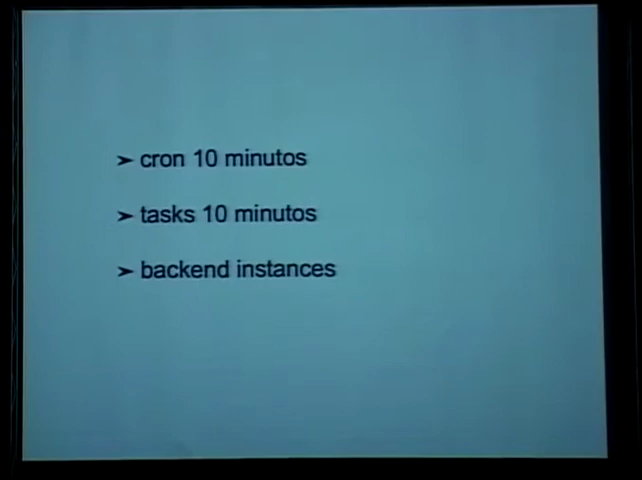 ➢ cron 10 minutos
➢ tasks 10 minutos
➢ backend instances